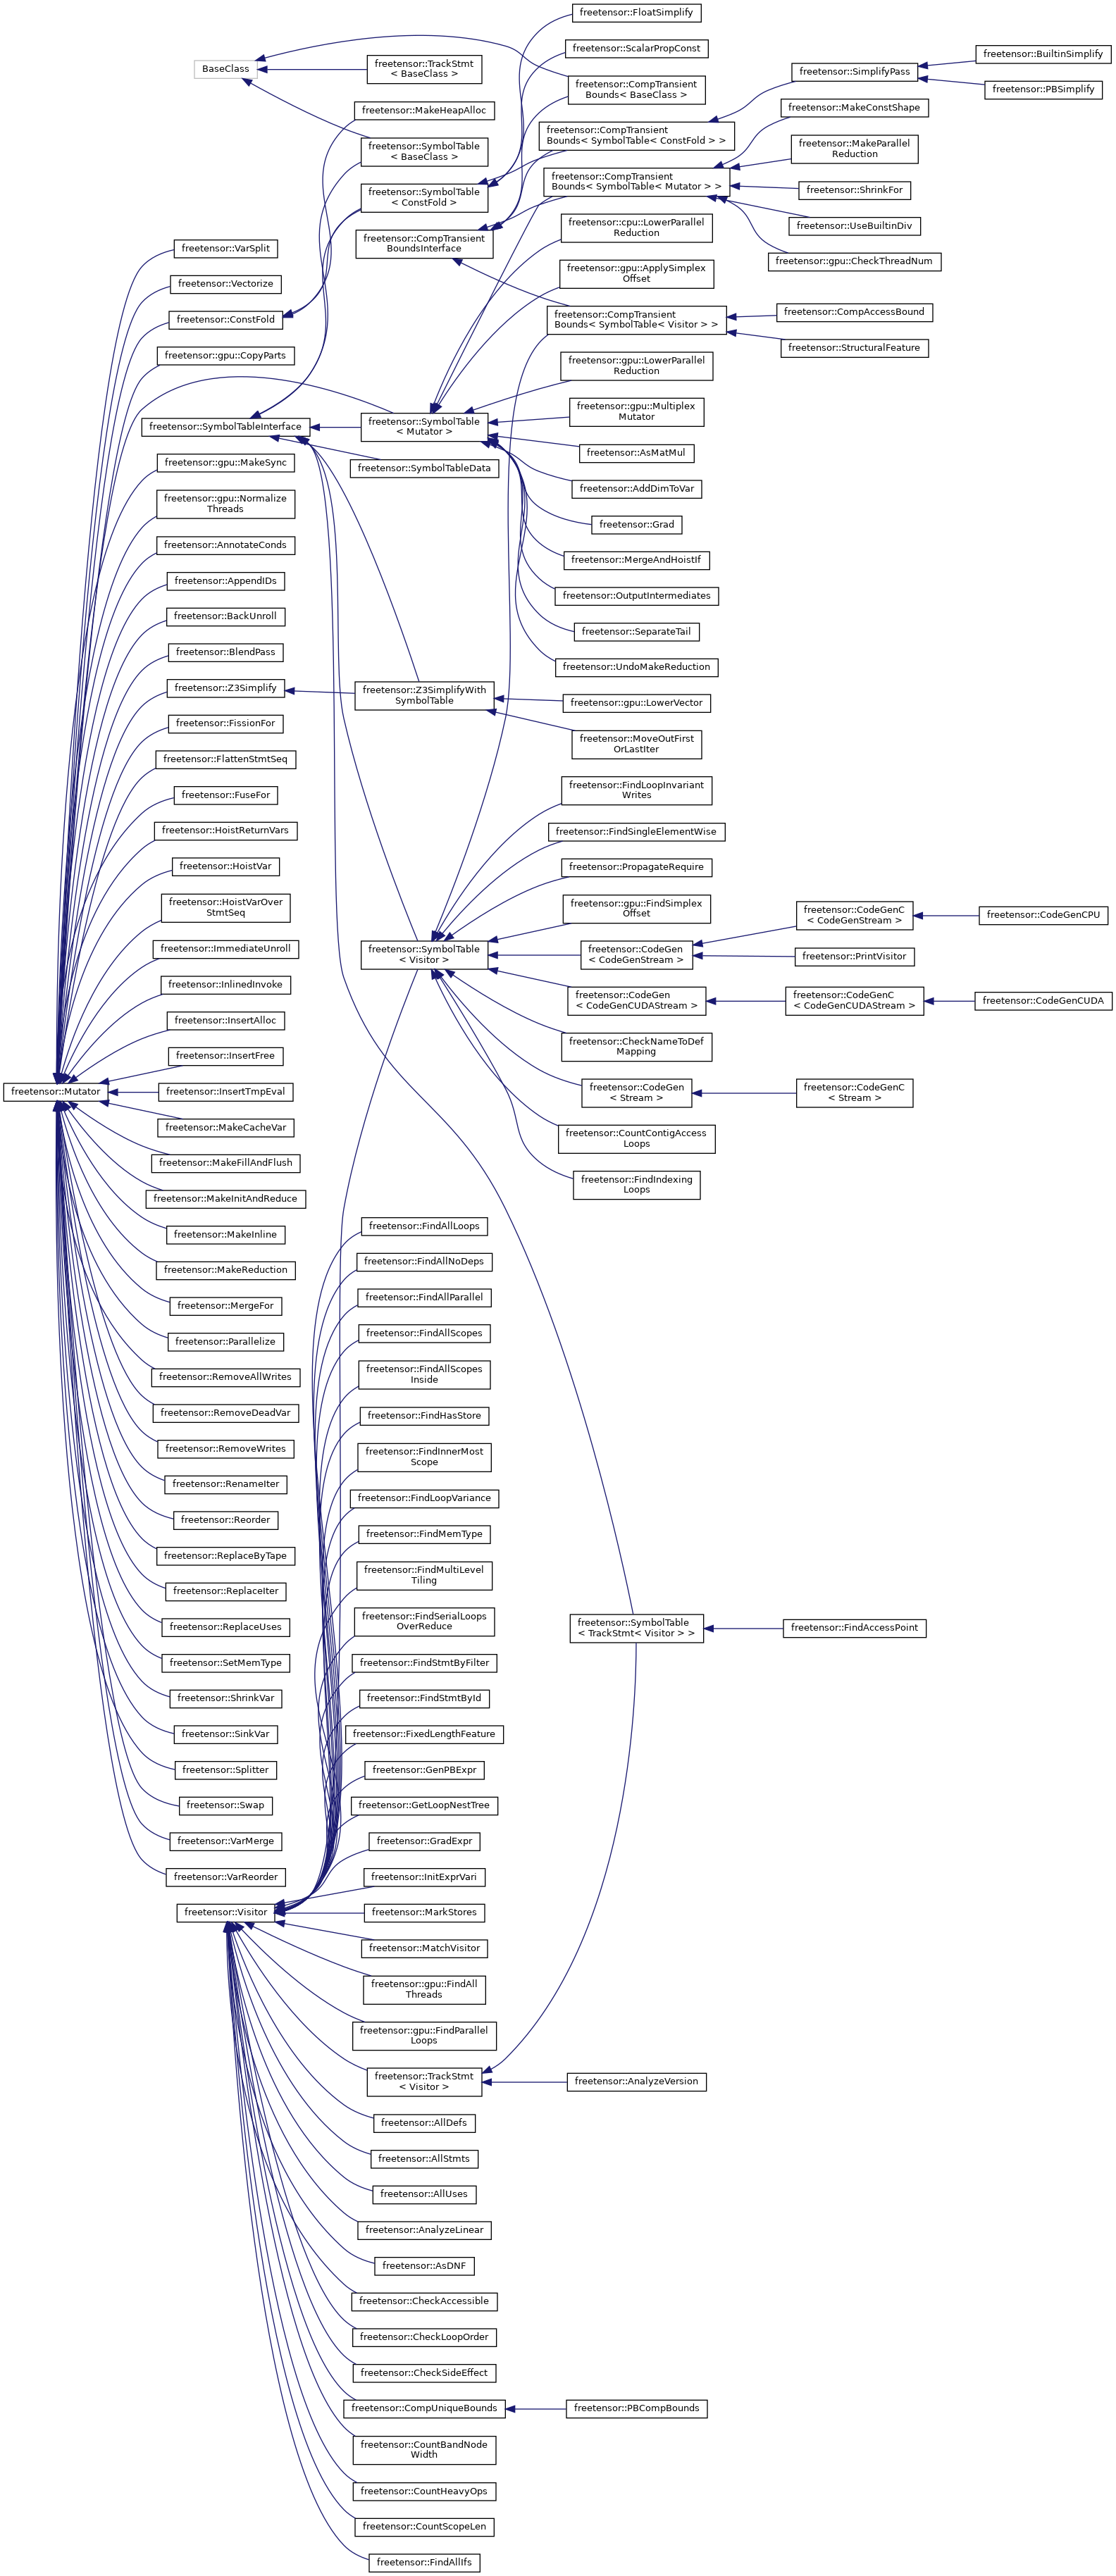 BaseClass
freetensor::TrackStmt
< BaseClass >
freetensor::MakeHeapAlloc
freetensor::SymbolTable
< BaseClass >
freetensor::SymbolTable
< ConstFold >
freetensor::CompTransient
BoundsInterface
freetensor::FloatSimplify
freetensor::ScalarPropConst
freetensor::CompTransient
Bounds< BaseClass >
freetensor::CompTransient
Bounds< SymbolTable< ConstFold > >
freetensor::CompTransient
Bounds< SymbolTable< Mutator > >
freetensor::cpu::LowerParallel
Reduction
freetensor::gpu::ApplySimplex
Offset
freetensor::CompTransient
Bounds< SymbolTable< Visitor > >
freetensor::gpu::LowerParallel
Reduction
freetensor::gpu::Multiplex
Mutator
freetensor::AsMatMul
freetensor::AddDimToVar
freetensor::Grad
freetensor::MergeAndHoistIf
freetensor::OutputIntermediates
freetensor::SeparateTail
freetensor::UndoMakeReduction
freetensor::gpu::LowerVector
freetensor::MoveOutFirst
OrLastIter
freetensor::FindLoopInvariant
Writes
freetensor::FindSingleElementWise
freetensor::PropagateRequire
freetensor::gpu::FindSimplex
Offset
freetensor::CodeGen
< CodeGenStream >
freetensor::CodeGen
< CodeGenCUDAStream >
freetensor::CheckNameToDef
Mapping
freetensor::CodeGen
< Stream >
freetensor::CountContigAccess
Loops
freetensor::FindIndexing
Loops
freetensor::SimplifyPass
freetensor::BuiltinSimplify
freetensor::PBSimplify
freetensor::MakeConstShape
freetensor::MakeParallel
Reduction
freetensor::ShrinkFor
freetensor::UseBuiltinDiv
freetensor::gpu::CheckThreadNum
freetensor::CompAccessBound
freetensor::StructuralFeature
freetensor::CodeGenC
< CodeGenStream >
freetensor::CodeGenCPU
freetensor::PrintVisitor
freetensor::CodeGenC
< CodeGenCUDAStream >
freetensor::CodeGenCUDA
freetensor::CodeGenC
< Stream >
freetensor::VarSplit
freetensor::Vectorize
freetensor::ConstFold
freetensor::gpu::CopyParts
freetensor::SymbolTableInterface
freetensor::SymbolTable
< Mutator >
freetensor::SymbolTableData
freetensor::gpu::MakeSync
freetensor::gpu::Normalize
Threads
freetensor::AnnotateConds
freetensor::AppendIDs
freetensor::BackUnroll
freetensor::BlendPass
freetensor::Z3Simplify
freetensor::Z3SimplifyWith
SymbolTable
freetensor::FissionFor
freetensor::FlattenStmtSeq
freetensor::FuseFor
freetensor::HoistReturnVars
freetensor::HoistVar
freetensor::HoistVarOver
StmtSeq
freetensor::ImmediateUnroll
freetensor::SymbolTable
< Visitor >
freetensor::InlinedInvoke
freetensor::InsertAlloc
freetensor::InsertFree
freetensor::Mutator
freetensor::InsertTmpEval
freetensor::MakeCacheVar
freetensor::MakeFillAndFlush
freetensor::MakeInitAndReduce
freetensor::MakeInline
freetensor::MakeReduction
freetensor::MergeFor
freetensor::Parallelize
freetensor::RemoveAllWrites
freetensor::RemoveDeadVar
freetensor::RemoveWrites
freetensor::RenameIter
freetensor::Reorder
freetensor::ReplaceByTape
freetensor::ReplaceIter
freetensor::ReplaceUses
freetensor::SetMemType
freetensor::ShrinkVar
freetensor::SinkVar
freetensor::Splitter
freetensor::Swap
freetensor::VarMerge
freetensor::VarReorder
freetensor::Visitor
freetensor::FindAllLoops
freetensor::FindAllNoDeps
freetensor::FindAllParallel
freetensor::FindAllScopes
freetensor::FindAllScopes
Inside
freetensor::FindHasStore
freetensor::FindInnerMost
Scope
freetensor::FindLoopVariance
freetensor::FindMemType
freetensor::FindMultiLevel
Tiling
freetensor::FindSerialLoops
OverReduce
freetensor::FindStmtByFilter
freetensor::FindStmtById
freetensor::FixedLengthFeature
freetensor::GenPBExpr
freetensor::GetLoopNestTree
freetensor::GradExpr
freetensor::InitExprVari
freetensor::MarkStores
freetensor::MatchVisitor
freetensor::gpu::FindAll
Threads
freetensor::gpu::FindParallel
Loops
freetensor::TrackStmt
< Visitor >
freetensor::AllDefs
freetensor::AllStmts
freetensor::AllUses
freetensor::AnalyzeLinear
freetensor::AsDNF
freetensor::CheckAccessible
freetensor::CheckLoopOrder
freetensor::CheckSideEffect
freetensor::CompUniqueBounds
freetensor::CountBandNode
Width
freetensor::CountHeavyOps
freetensor::CountScopeLen
freetensor::FindAllIfs
freetensor::SymbolTable
< TrackStmt< Visitor > >
freetensor::FindAccessPoint
freetensor::AnalyzeVersion
freetensor::PBCompBounds